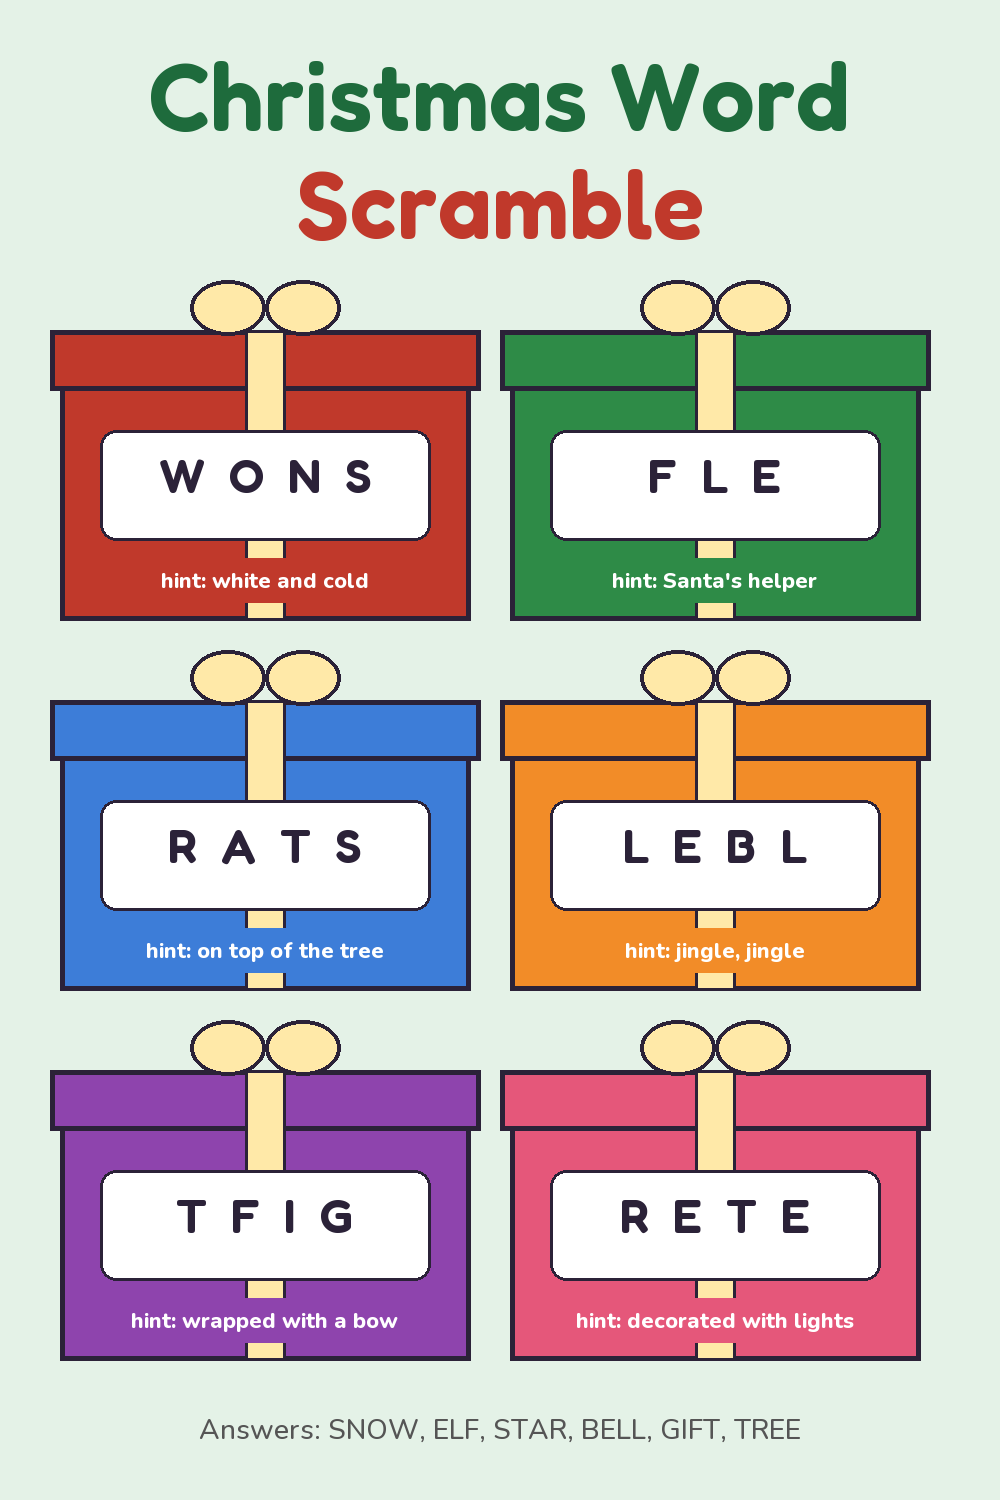 Christmas Word
Scramble
W O N S
hint: white and cold
F L E
hint: Santa's helper
R A T S
hint: on top of the tree
L E B L
hint: jingle, jingle
T F I G
hint: wrapped with a bow
R E T E
hint: decorated with lights
Answers: SNOW, ELF, STAR, BELL, GIFT, TREE